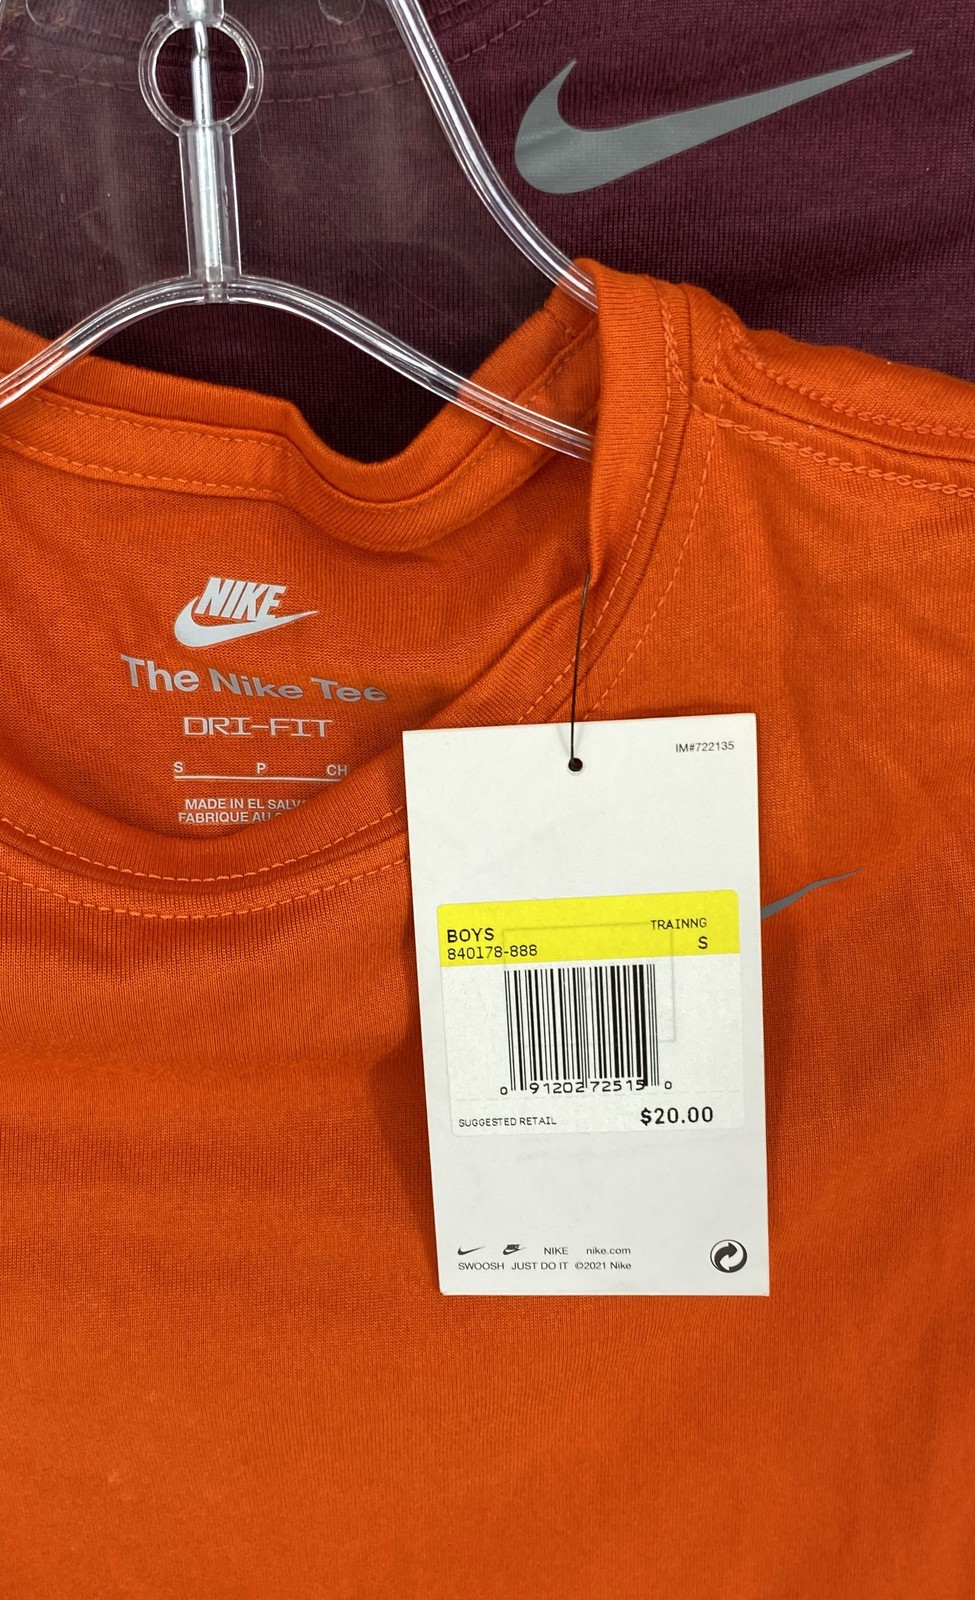 NIKE
The Nike Tee
DRI-FIT
S P CH
MADE IN EL
FABRIQUE AU
IM#722135
BOYS TRAINNG
840178-888 S
0 91202 72515 0
SUGGESTED RETAIL $20.00
NIKE nike.com
SWOOSH JUST DO IT ©2021 Nike